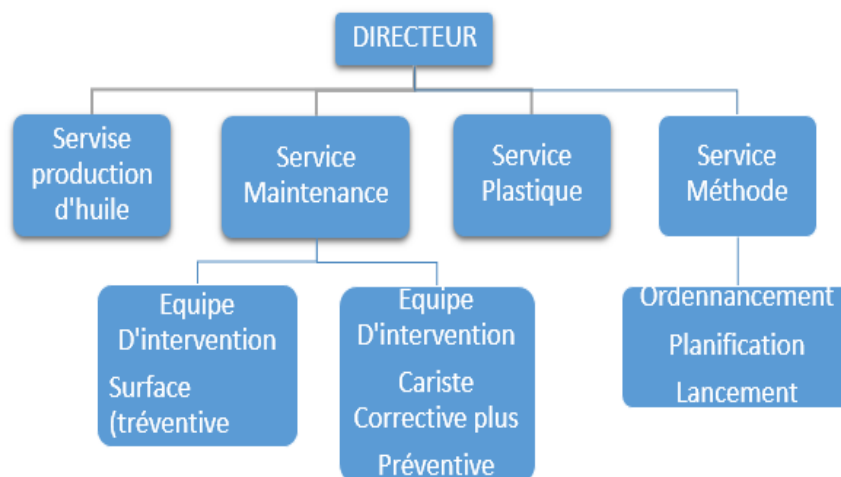 DIRECTEUR
Servise
production
d'huile
Service
Maintenance
Service
Plastique
Service
Méthode
Equipe
D'intervention
Surface
(tréventive
Equipe
D'intervention
Cariste
Corrective plus
Préventive
Ordennancement
Planification
Lancement